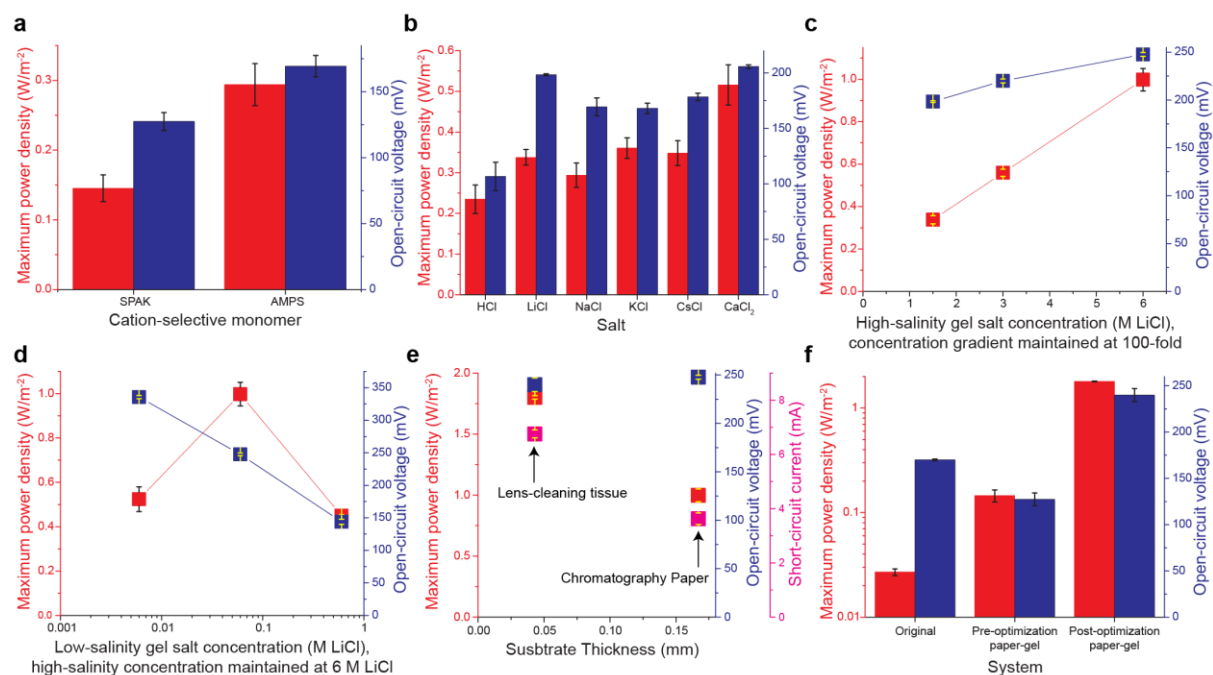 a
Maximum power density (W/m⁻²)
0.3
0.2
0.1
0.0
SPAK
AMPS
Cation-selective monomer
150
100
50
0
Open-circuit voltage (mV)
b
Maximum power density (W/m⁻²)
0.6
0.5
0.4
0.3
0.2
0.1
0.0
HCl
LiCl
NaCl
KCl
CsCl
CaCl₂
Salt
200
150
100
50
0
Open-circuit voltage (mV)
c
Maximum power density (W/m⁻²)
1.0
0.8
0.6
0.4
0.2
0.0
0
1
2
3
4
5
6
High-salinity gel salt concentration (M LiCl),
concentration gradient maintained at 100-fold
250
200
150
100
50
0
Open-circuit voltage (mV)
d
Maximum power density (W/m⁻²)
1.0
0.8
0.6
0.4
0.2
0.0
0.001
0.01
0.1
1
Low-salinity gel salt concentration (M LiCl),
high-salinity concentration maintained at 6 M LiCl
350
300
250
200
150
100
50
0
Open-circuit voltage (mV)
e
Maximum power density (W/m⁻²)
2.0
1.5
1.0
0.5
0.0
Lens-cleaning tissue
Chromatography Paper
0.00
0.05
0.10
0.15
Susbtrate Thickness (mm)
250
200
150
100
50
0
Open-circuit voltage (mV)
8
6
4
2
0
Short-circuit current (mA)
f
Maximum power density (W/m⁻²)
1
0.1
0.01
Original
Pre-optimization
paper-gel
Post-optimization
paper-gel
System
250
200
150
100
50
0
Open-circuit voltage (mV)